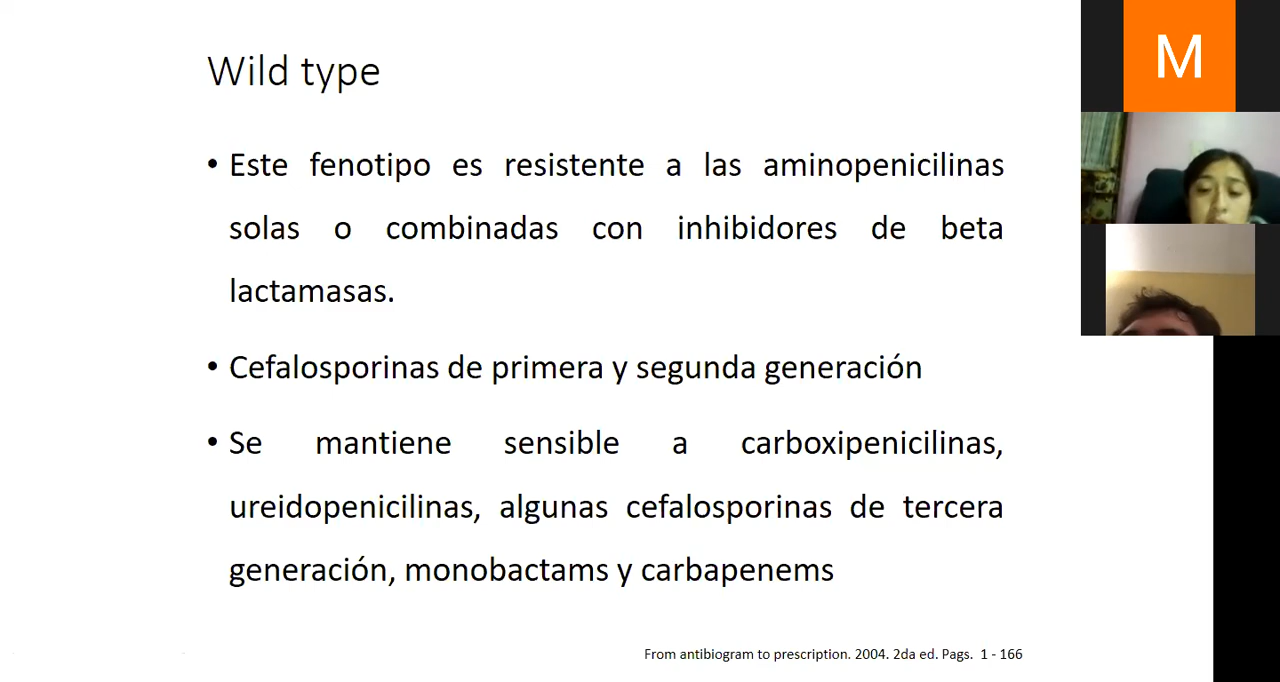 Wild type
• Este fenotipo es resistente a las aminopenicilinas
solas o combinadas con inhibidores de beta
lactamasas.
• Cefalosporinas de primera y segunda generación
• Se mantiene sensible a carboxipenicilinas,
ureidopenicilinas, algunas cefalosporinas de tercera
generación, monobactams y carbapenems
From antibiogram to prescription. 2004. 2da ed. Pags. 1 - 166
M